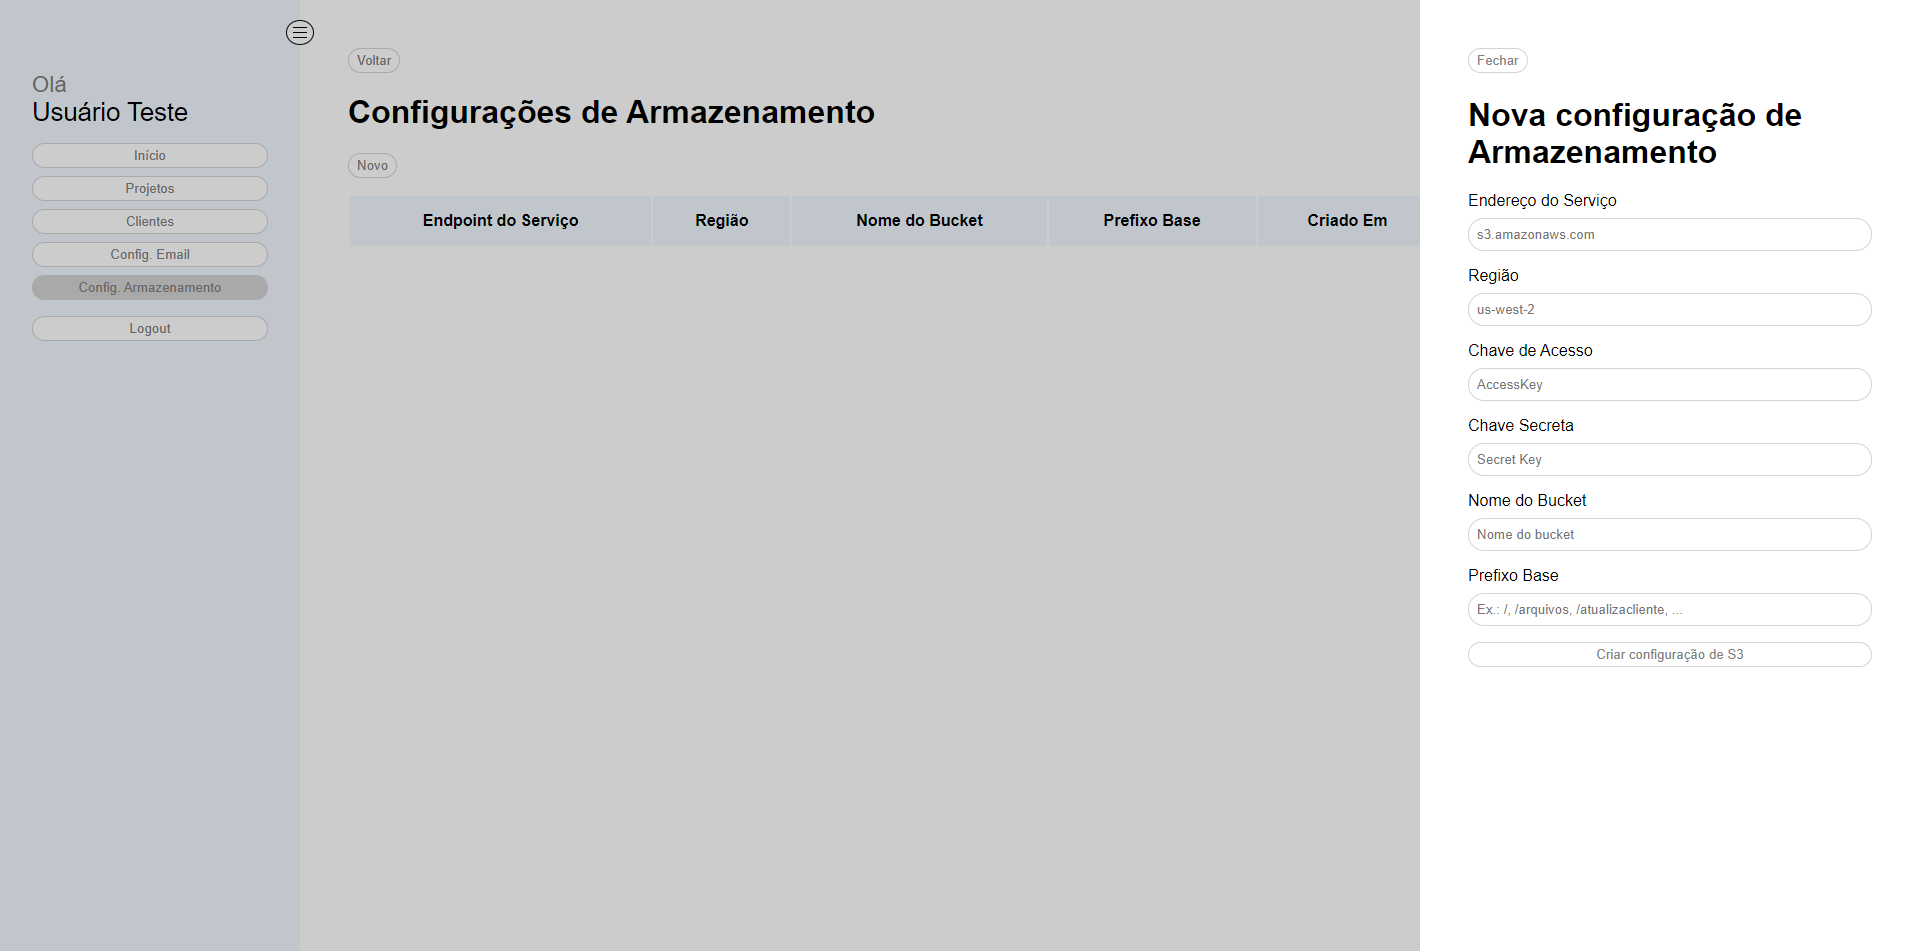 Olá
Usuário Teste
Início
Projetos
Clientes
Config. Email
Config. Armazenamento
Logout
Voltar
Configurações de Armazenamento
Novo
Endpoint do Serviço Região Nome do Bucket Prefixo Base Criado Em
Fechar
Nova configuração de
Armazenamento
Endereço do Serviço
s3.amazonaws.com
Região
us-west-2
Chave de Acesso
AccessKey
Chave Secreta
Secret Key
Nome do Bucket
Nome do bucket
Prefixo Base
Ex.: /, /arquivos, /atualizacliente, ...
Criar configuração de S3